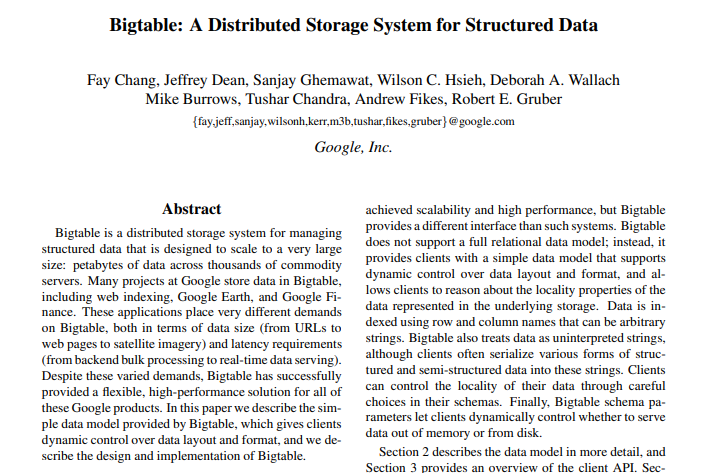 Bigtable: A Distributed Storage System for Structured Data
Fay Chang, Jeffrey Dean, Sanjay Ghemawat, Wilson C. Hsieh, Deborah A. Wallach
Mike Burrows, Tushar Chandra, Andrew Fikes, Robert E. Gruber
{fay,jeff,sanjay,wilsonh,kerr,m3b,tushar,fikes,gruber}@google.com
Google, Inc.
Abstract
Bigtable is a distributed storage system for managing
structured data that is designed to scale to a very large
size: petabytes of data across thousands of commodity
servers. Many projects at Google store data in Bigtable,
including web indexing, Google Earth, and Google Fi-
nance. These applications place very different demands
on Bigtable, both in terms of data size (from URLs to
web pages to satellite imagery) and latency requirements
(from backend bulk processing to real-time data serving).
Despite these varied demands, Bigtable has successfully
provided a flexible, high-performance solution for all of
these Google products. In this paper we describe the sim-
ple data model provided by Bigtable, which gives clients
dynamic control over data layout and format, and we de-
scribe the design and implementation of Bigtable.
achieved scalability and high performance, but Bigtable
provides a different interface than such systems. Bigtable
does not support a full relational data model; instead, it
provides clients with a simple data model that supports
dynamic control over data layout and format, and al-
lows clients to reason about the locality properties of the
data represented in the underlying storage. Data is in-
dexed using row and column names that can be arbitrary
strings. Bigtable also treats data as uninterpreted strings,
although clients often serialize various forms of struc-
tured and semi-structured data into these strings. Clients
can control the locality of their data through careful
choices in their schemas. Finally, Bigtable schema pa-
rameters let clients dynamically control whether to serve
data out of memory or from disk.
Section 2 describes the data model in more detail, and
Section 3 provides an overview of the client API. Sec-